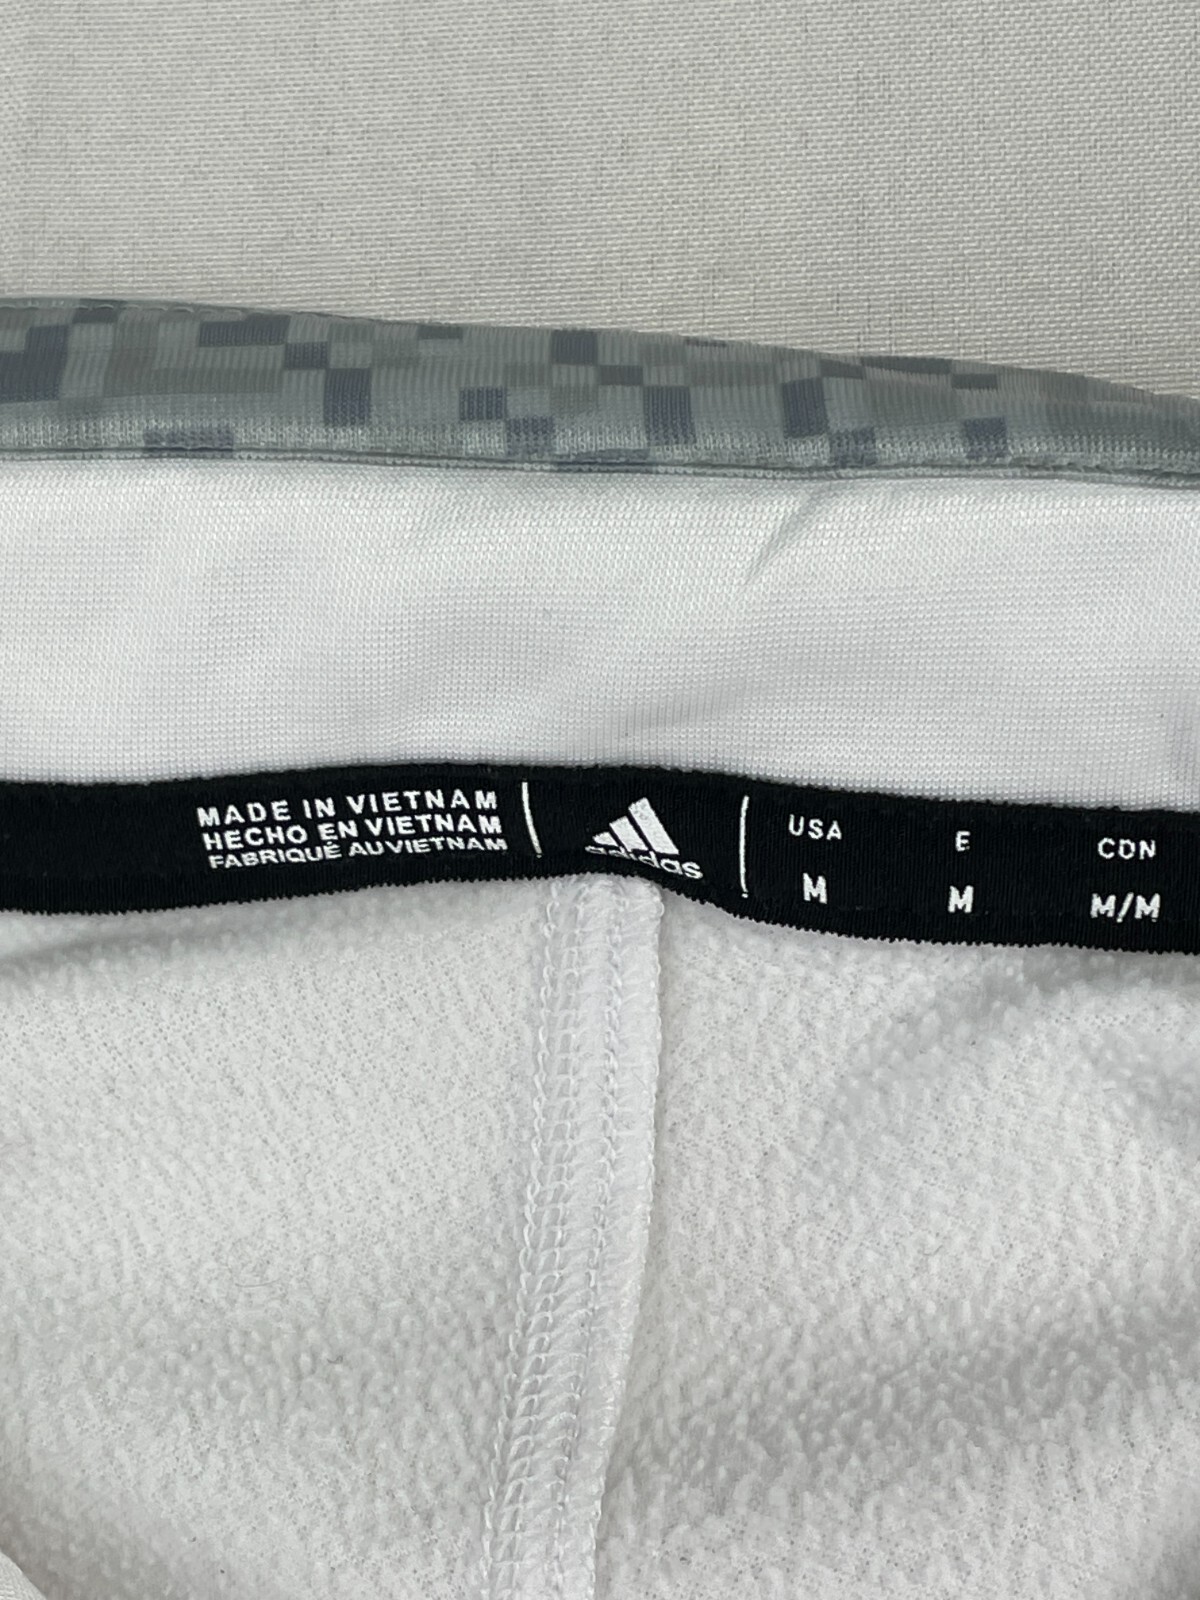 MADE IN VIETNAM
HECHO EN VIETNAM
FABRIQUÉ AU VIETNAM
adidas
USA E CDN
M M M/M